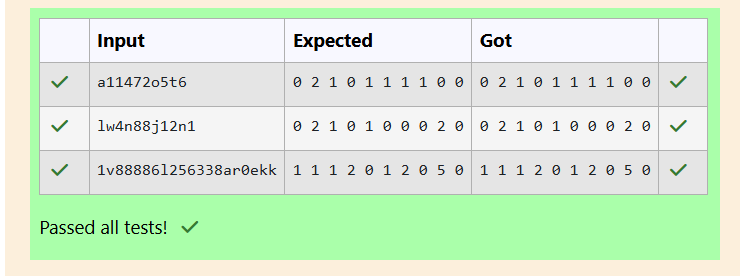 Input Expected Got
a11472o5t6 0 2 1 0 1 1 1 1 0 0 0 2 1 0 1 1 1 1 0 0
lw4n88j12n1 0 2 1 0 1 0 0 0 2 0 0 2 1 0 1 0 0 0 2 0
1v88886l256338ar0ekk 1 1 1 2 0 1 2 0 5 0 1 1 1 2 0 1 2 0 5 0
Passed all tests!